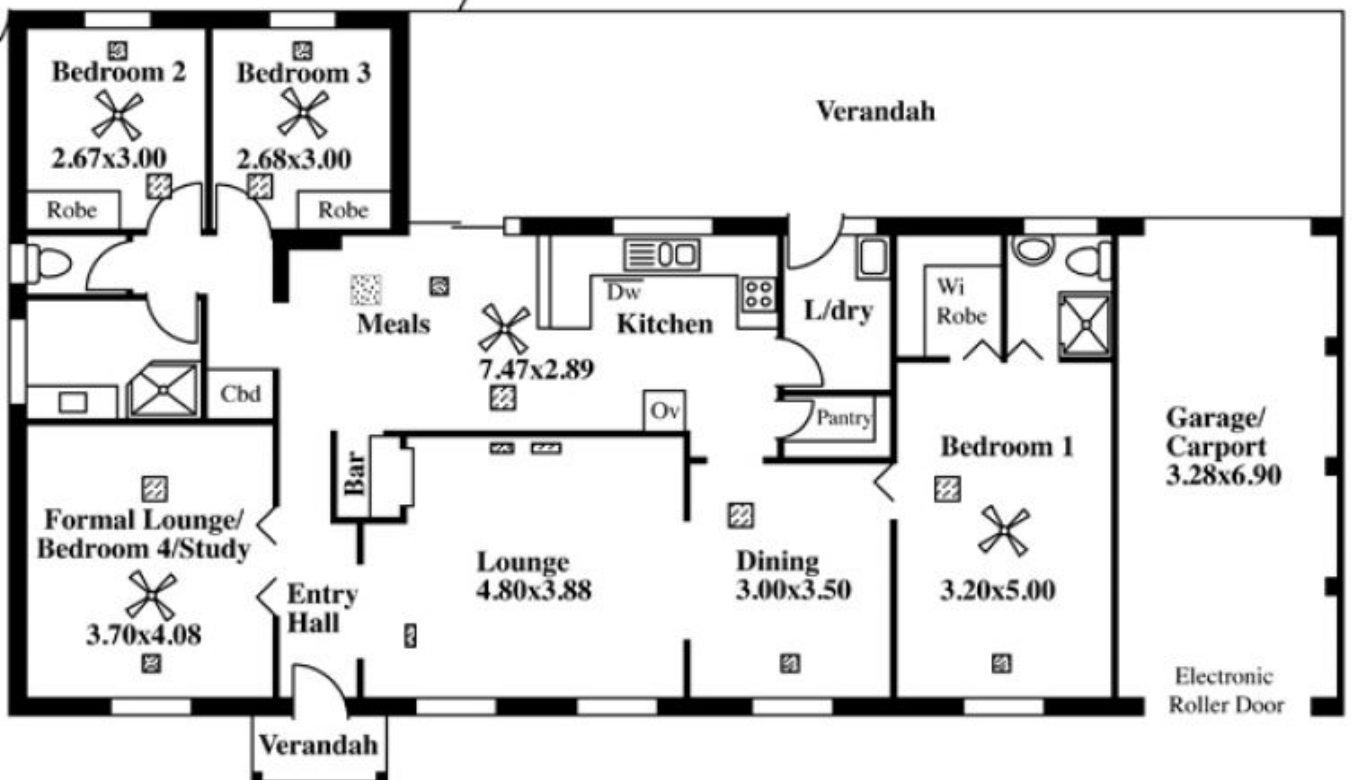 Bedroom 2
2.67x3.00
Robe
Bedroom 3
2.68x3.00
Robe
Verandah
Meals
Dw
Kitchen
7.47x2.89
Ov
L/dry
Pantry
Wi
Robe
Cbd
Bar
Formal Lounge/
Bedroom 4/Study
3.70x4.08
Entry
Hall
Lounge
4.80x3.88
Dining
3.00x3.50
Bedroom 1
3.20x5.00
Garage/
Carport
3.28x6.90
Electronic
Roller Door
Verandah